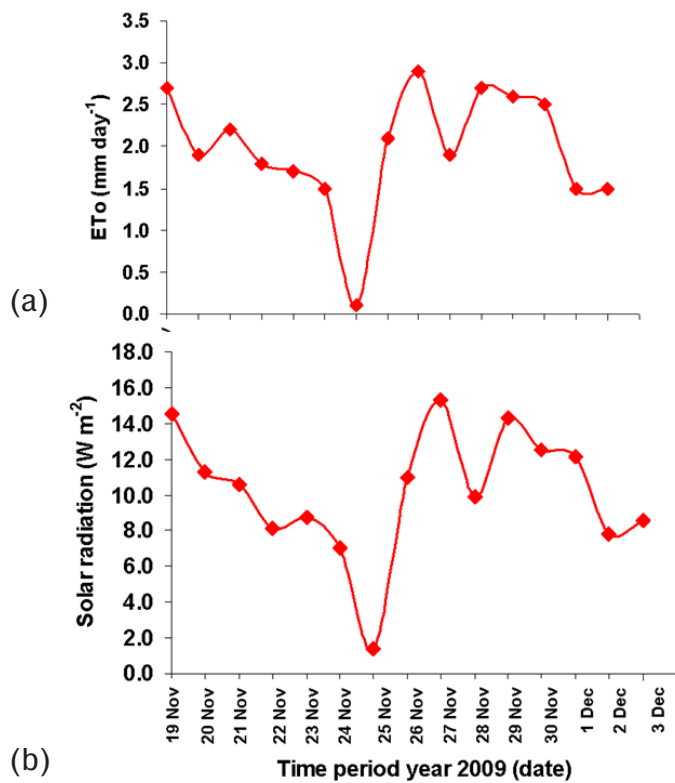 3.5
3.0
2.5
2.0
1.5
1.0
0.5
0.0
ETo (mm day⁻¹)
(a)
18.0
16.0
14.0
12.0
10.0
8.0
6.0
4.0
2.0
0.0
Solar radiation (W m⁻²)
19 Nov
20 Nov
21 Nov
22 Nov
23 Nov
24 Nov
25 Nov
26 Nov
27 Nov
28 Nov
29 Nov
30 Nov
1 Dec
2 Dec
3 Dec
(b)
Time period year 2009 (date)